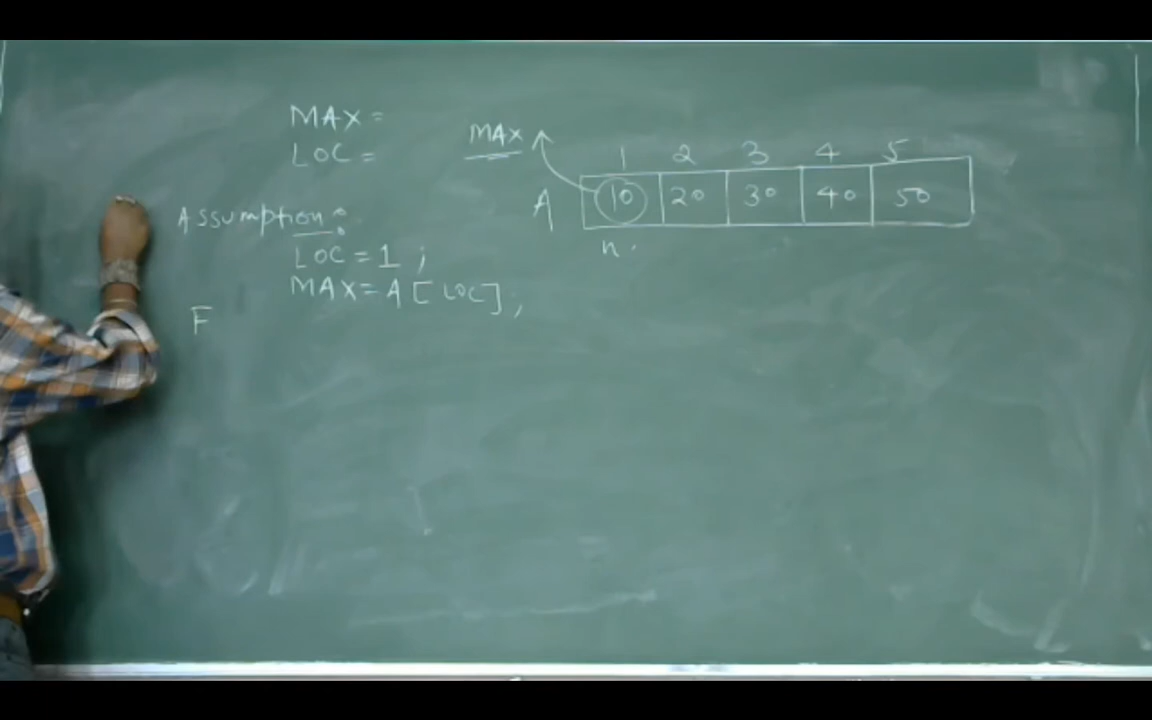 MAX =
LOC =
MAX
1 2 3 4 5
A 10 20 30 40 50
n.
Assumption:
LOC = 1 ;
MAX = A [ LOC ] ;
F